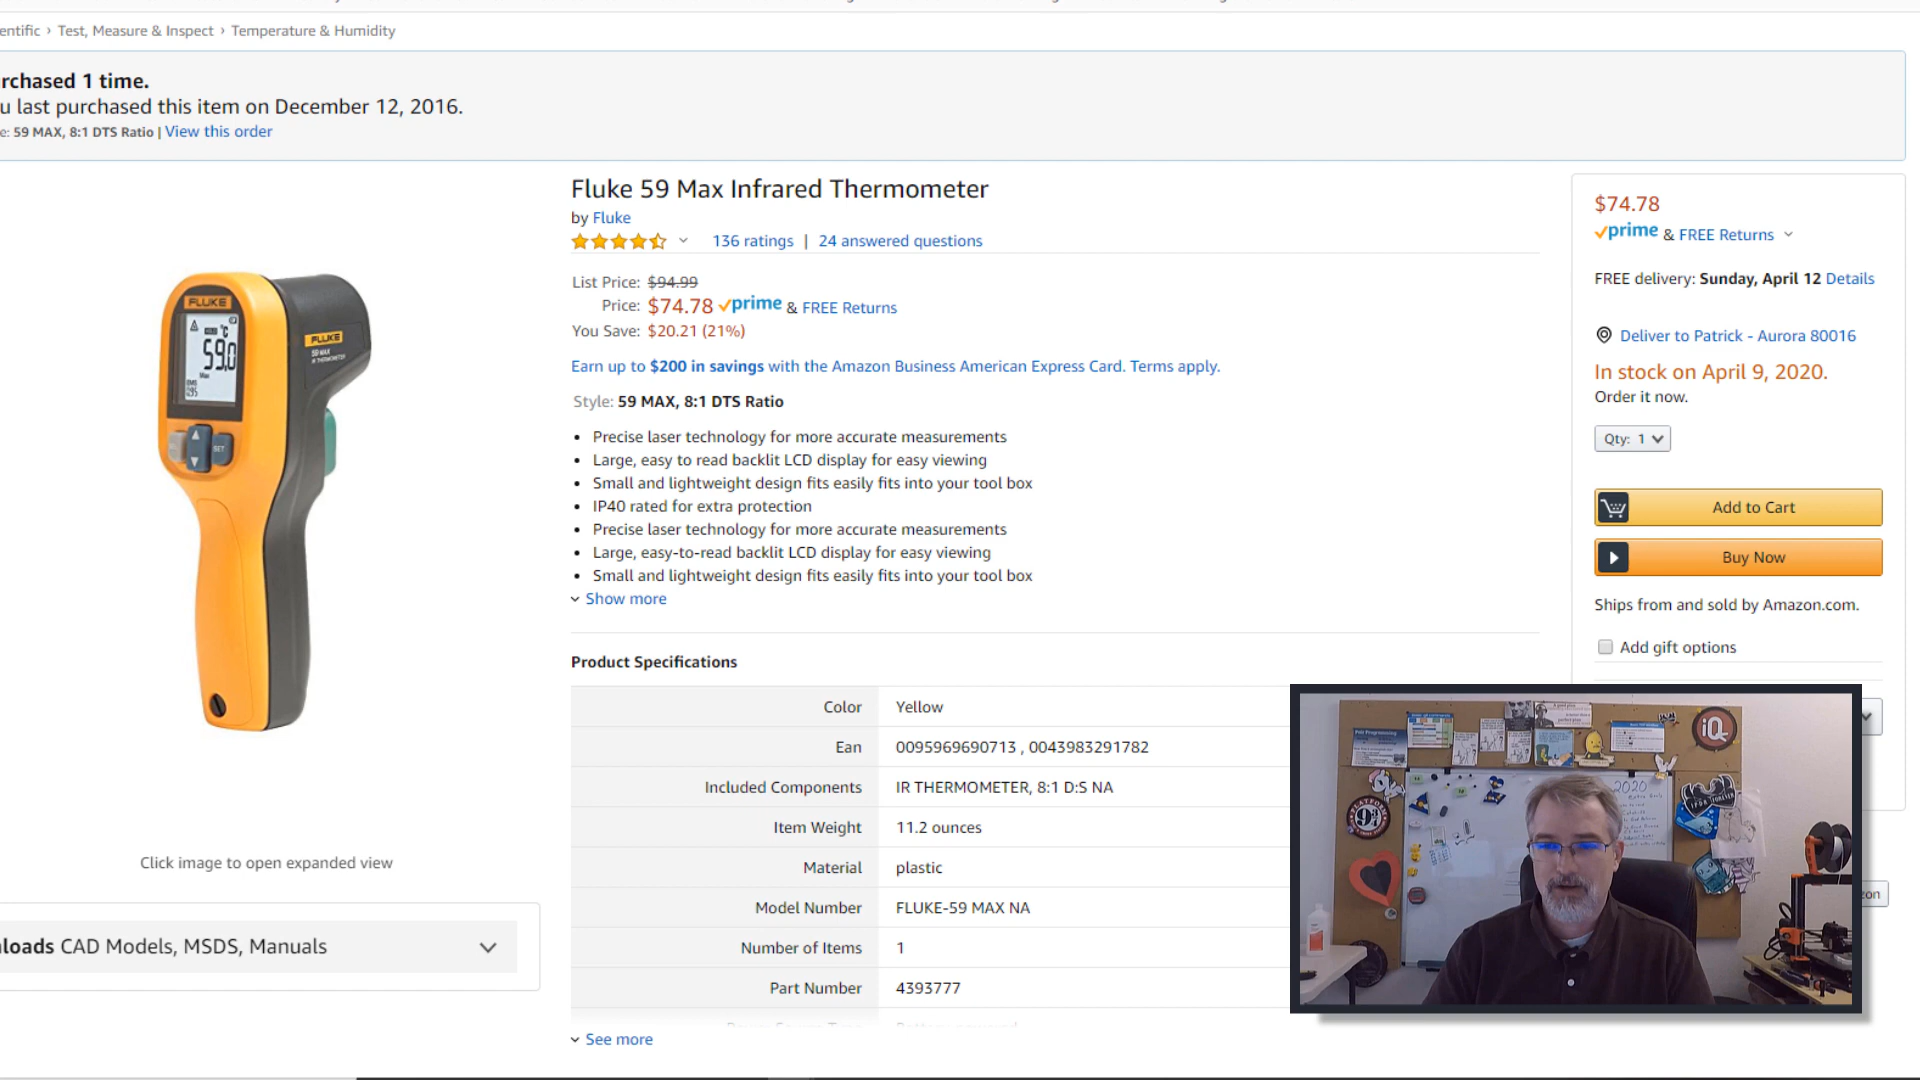 entific › Test, Measure & Inspect › Temperature & Humidity
rchased 1 time.
u last purchased this item on December 12, 2016.
e: 59 MAX, 8:1 DTS Ratio | View this order
Fluke 59 Max Infrared Thermometer
by Fluke
136 ratings | 24 answered questions
List Price: $94.99
Price: $74.78 prime & FREE Returns
You Save: $20.21 (21%)
Earn up to $200 in savings with the Amazon Business American Express Card. Terms apply.
Style: 59 MAX, 8:1 DTS Ratio
• Precise laser technology for more accurate measurements
• Large, easy to read backlit LCD display for easy viewing
• Small and lightweight design fits easily fits into your tool box
• IP40 rated for extra protection
• Precise laser technology for more accurate measurements
• Large, easy-to-read backlit LCD display for easy viewing
• Small and lightweight design fits easily fits into your tool box
Show more
Product Specifications
Color Yellow
Ean 0095969690713 , 0043983291782
Included Components IR THERMOMETER, 8:1 D:S NA
Item Weight 11.2 ounces
Material plastic
Model Number FLUKE-59 MAX NA
Number of Items 1
Part Number 4393777
See more
FLUKE
°C
59.0
Max
FLUKE
59 MAX
SET
Click image to open expanded view
loads CAD Models, MSDS, Manuals
$74.78
prime & FREE Returns
FREE delivery: Sunday, April 12 Details
Deliver to Patrick - Aurora 80016
In stock on April 9, 2020.
Order it now.
Qty: 1
Add to Cart
Buy Now
Ships from and sold by Amazon.com.
Add gift options
zon
iQ
2020
PLATFORM
9 3/4